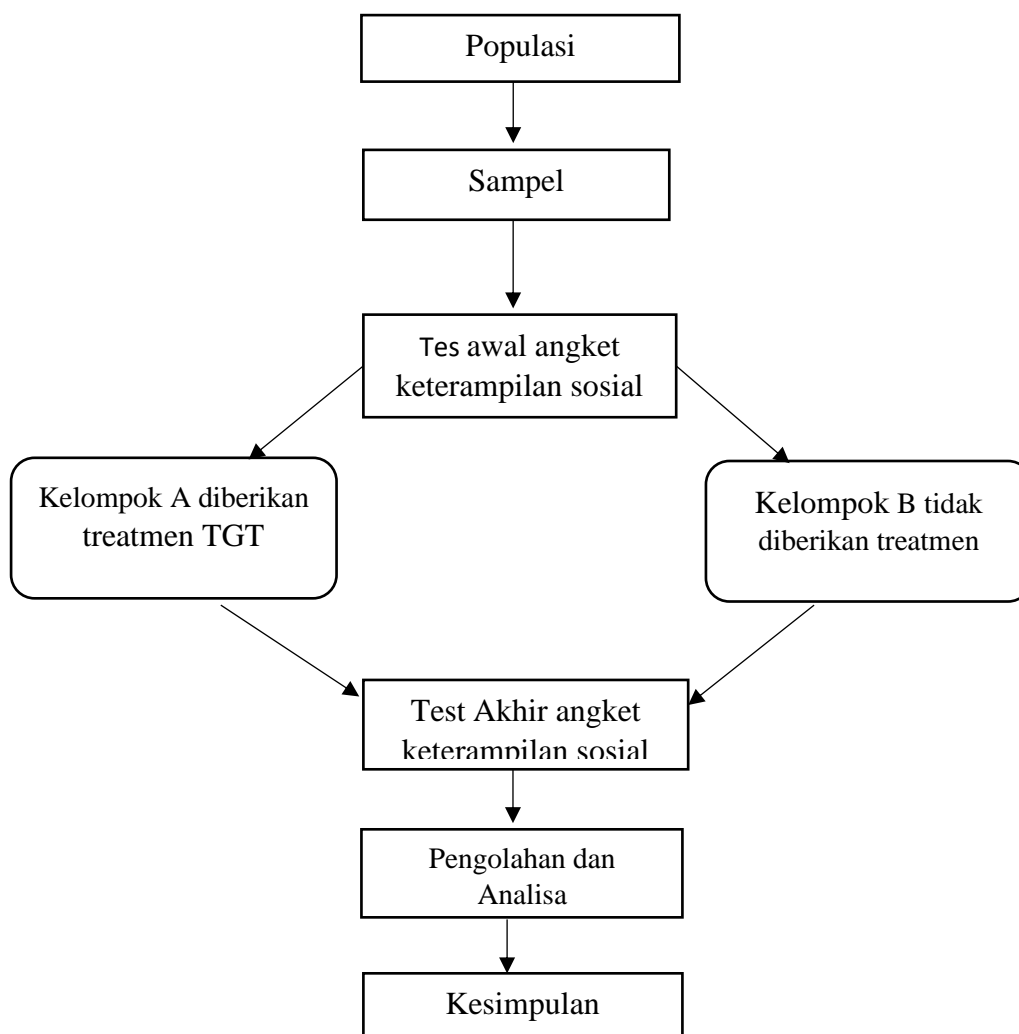 Populasi
Sampel
Tes awal angket
keterampilan sosial
Kelompok A diberikan
treatmen TGT
Kelompok B tidak
diberikan treatmen
Test Akhir angket
keterampilan sosial
Pengolahan dan
Analisa
Kesimpulan